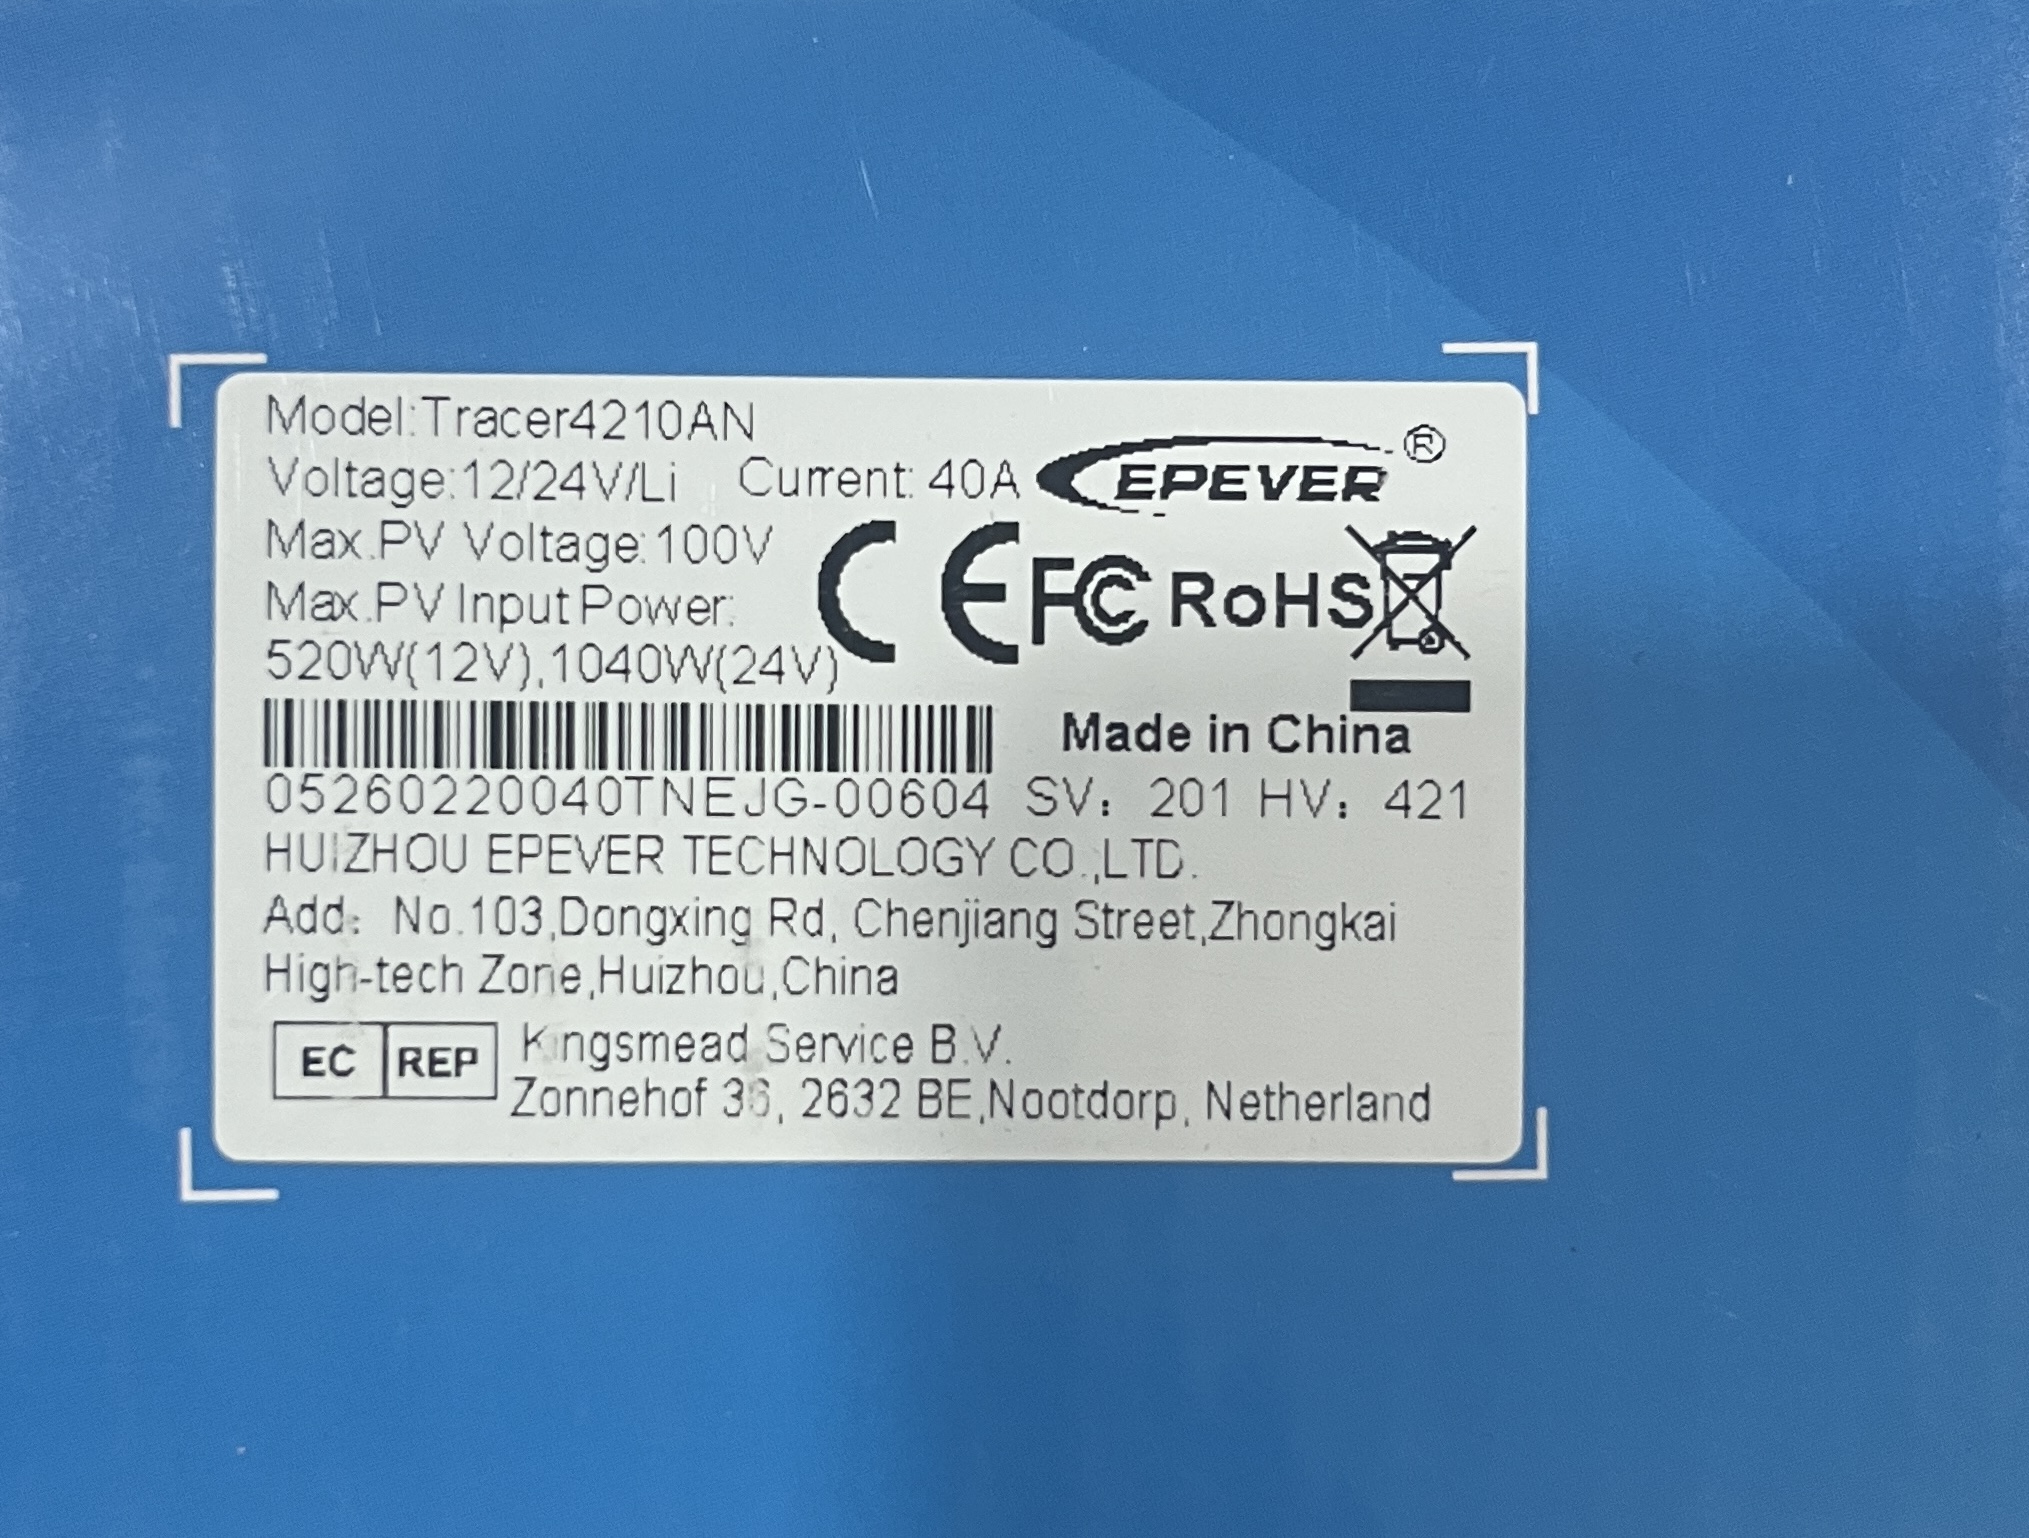 Model:Tracer4210AN
Voltage:12/24V/Li Current: 40A EPEVER®
Max.PV Voltage:100V
Max.PV Input Power:
520W(12V),1040W(24V)
CE FC RoHS
Made in China
05260220040TNEJG-00604 SV: 201 HV: 421
HUIZHOU EPEVER TECHNOLOGY CO.,LTD.
Add: No.103,Dongxing Rd, Chenjiang Street,Zhongkai
High-tech Zone,Huizhou,China
EC REP Kingsmead Service B.V.
Zonnehof 36, 2632 BE,Nootdorp, Netherland